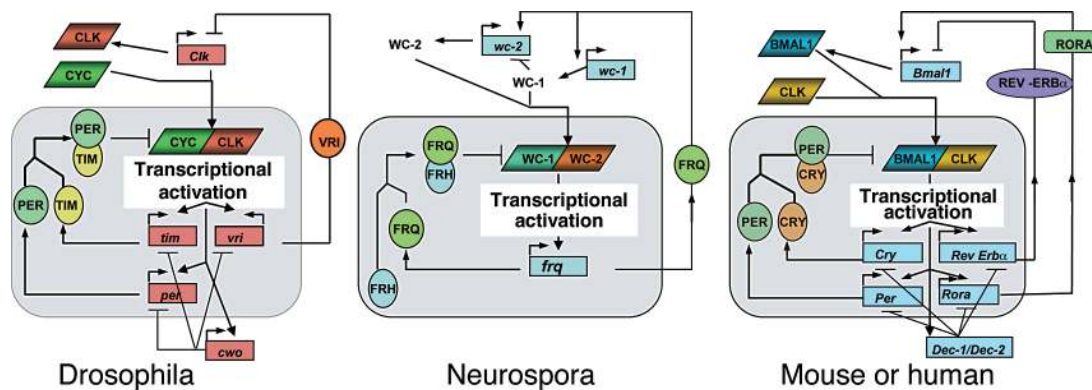 CLK
Clk
CYC
PER
TIM
CYC CLK
VRI
Transcriptional
activation
PER
TIM
tim
vri
per
cwo
Drosophila
WC-2
wc-2
WC-1
wc-1
FRQ
FRH
WC-1 WC-2
FRQ
Transcriptional
activation
FRQ
frq
FRH
Neurospora
BMAL1
Bmal1
RORA
REV -ERBα
CLK
PER
CRY
BMAL1 CLK
Transcriptional
activation
PER
CRY
Cry
Rev Erbα
Per
Rora
Dec-1/Dec-2
Mouse or human